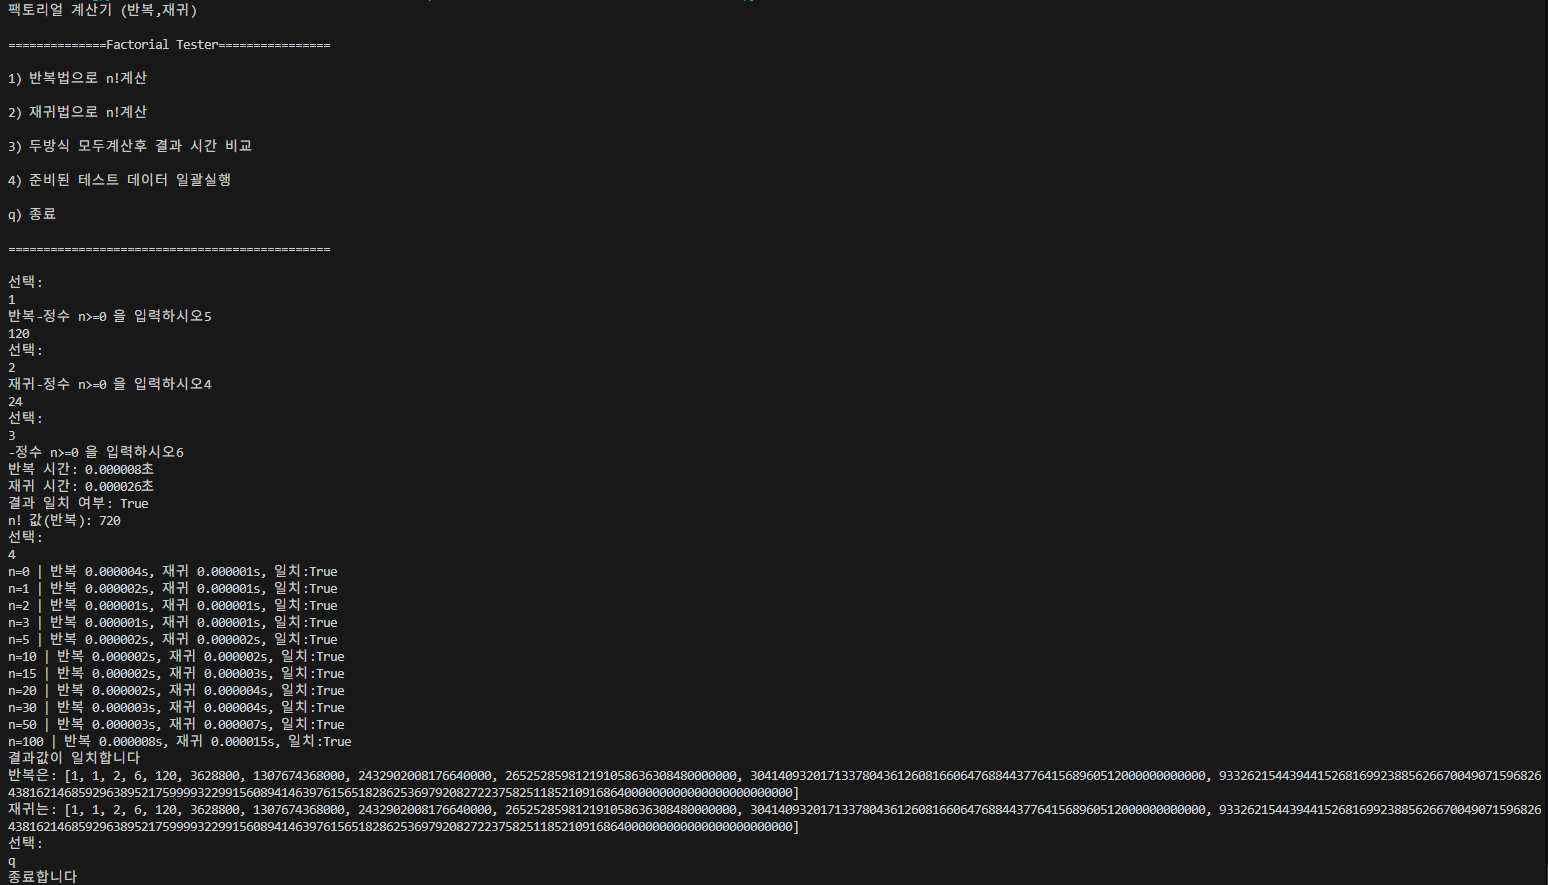 팩토리얼 계산기 (반복,재귀)
==============Factorial Tester================
1) 반복법으로 n!계산
2) 재귀법으로 n!계산
3) 두방식 모두계산후 결과 시간 비교
4) 준비된 테스트 데이터 일괄실행
q) 종료
==============================================
선택:
1
반복-정수 n>=0 을 입력하시오5
120
선택:
2
재귀-정수 n>=0 을 입력하시오4
24
선택:
3
-정수 n>=0 을 입력하시오6
반복 시간: 0.000008초
재귀 시간: 0.000026초
결과 일치 여부: True
n! 값(반복): 720
선택:
4
n=0 | 반복 0.000004s, 재귀 0.000001s, 일치:True
n=1 | 반복 0.000002s, 재귀 0.000001s, 일치:True
n=2 | 반복 0.000001s, 재귀 0.000001s, 일치:True
n=3 | 반복 0.000001s, 재귀 0.000001s, 일치:True
n=5 | 반복 0.000002s, 재귀 0.000002s, 일치:True
n=10 | 반복 0.000002s, 재귀 0.000002s, 일치:True
n=15 | 반복 0.000002s, 재귀 0.000003s, 일치:True
n=20 | 반복 0.000002s, 재귀 0.000004s, 일치:True
n=30 | 반복 0.000003s, 재귀 0.000004s, 일치:True
n=50 | 반복 0.000003s, 재귀 0.000007s, 일치:True
n=100 | 반복 0.000008s, 재귀 0.000015s, 일치:True
결과값이 일치합니다
반복은: [1, 1, 2, 6, 120, 3628800, 1307674368000, 2432902008176640000, 265252859812191058636308480000000, 30414093201713378043612608166064768844377641568960512000000000000, 9332621544394415268169923885626670049071596826
43816214685929638952175999932299156089414639761565182862536979208272237582511852109168640000000000000000000000000]
재귀는: [1, 1, 2, 6, 120, 3628800, 1307674368000, 2432902008176640000, 265252859812191058636308480000000, 30414093201713378043612608166064768844377641568960512000000000000, 9332621544394415268169923885626670049071596826
43816214685929638952175999932299156089414639761565182862536979208272237582511852109168640000000000000000000000000]
선택:
q
종료합니다